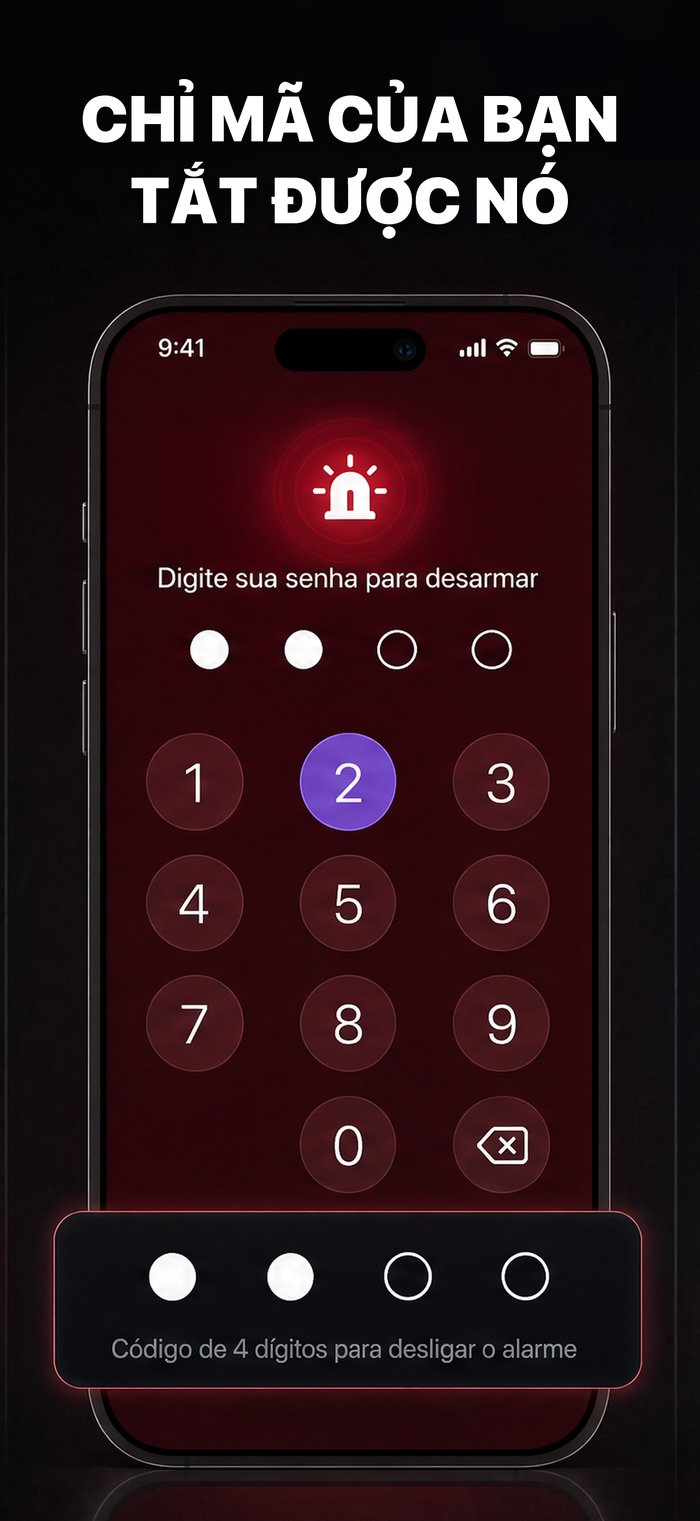 CHỈ MÃ CỦA BẠN
TẮT ĐƯỢC NÓ
9:41
Digite sua senha para desarmar
1 2 3
4 5 6
7 8 9
0
Código de 4 dígitos para desligar o alarme